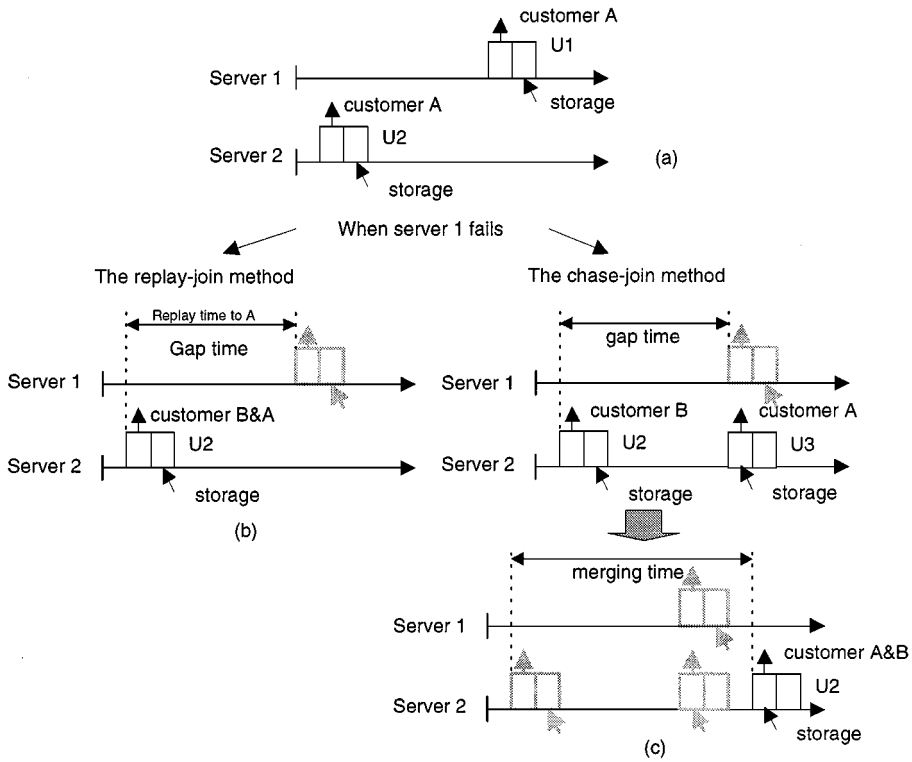 customer A
U1
Server 1
storage
customer A
U2
Server 2
(a)
storage
When server 1 fails
The replay-join method
Replay time to A
Gap time
Server 1
customer B&A
U2
Server 2
storage
(b)
The chase-join method
gap time
Server 1
customer B
customer A
U2
U3
Server 2
storage
storage
merging time
Server 1
customer A&B
U2
Server 2
storage
(c)